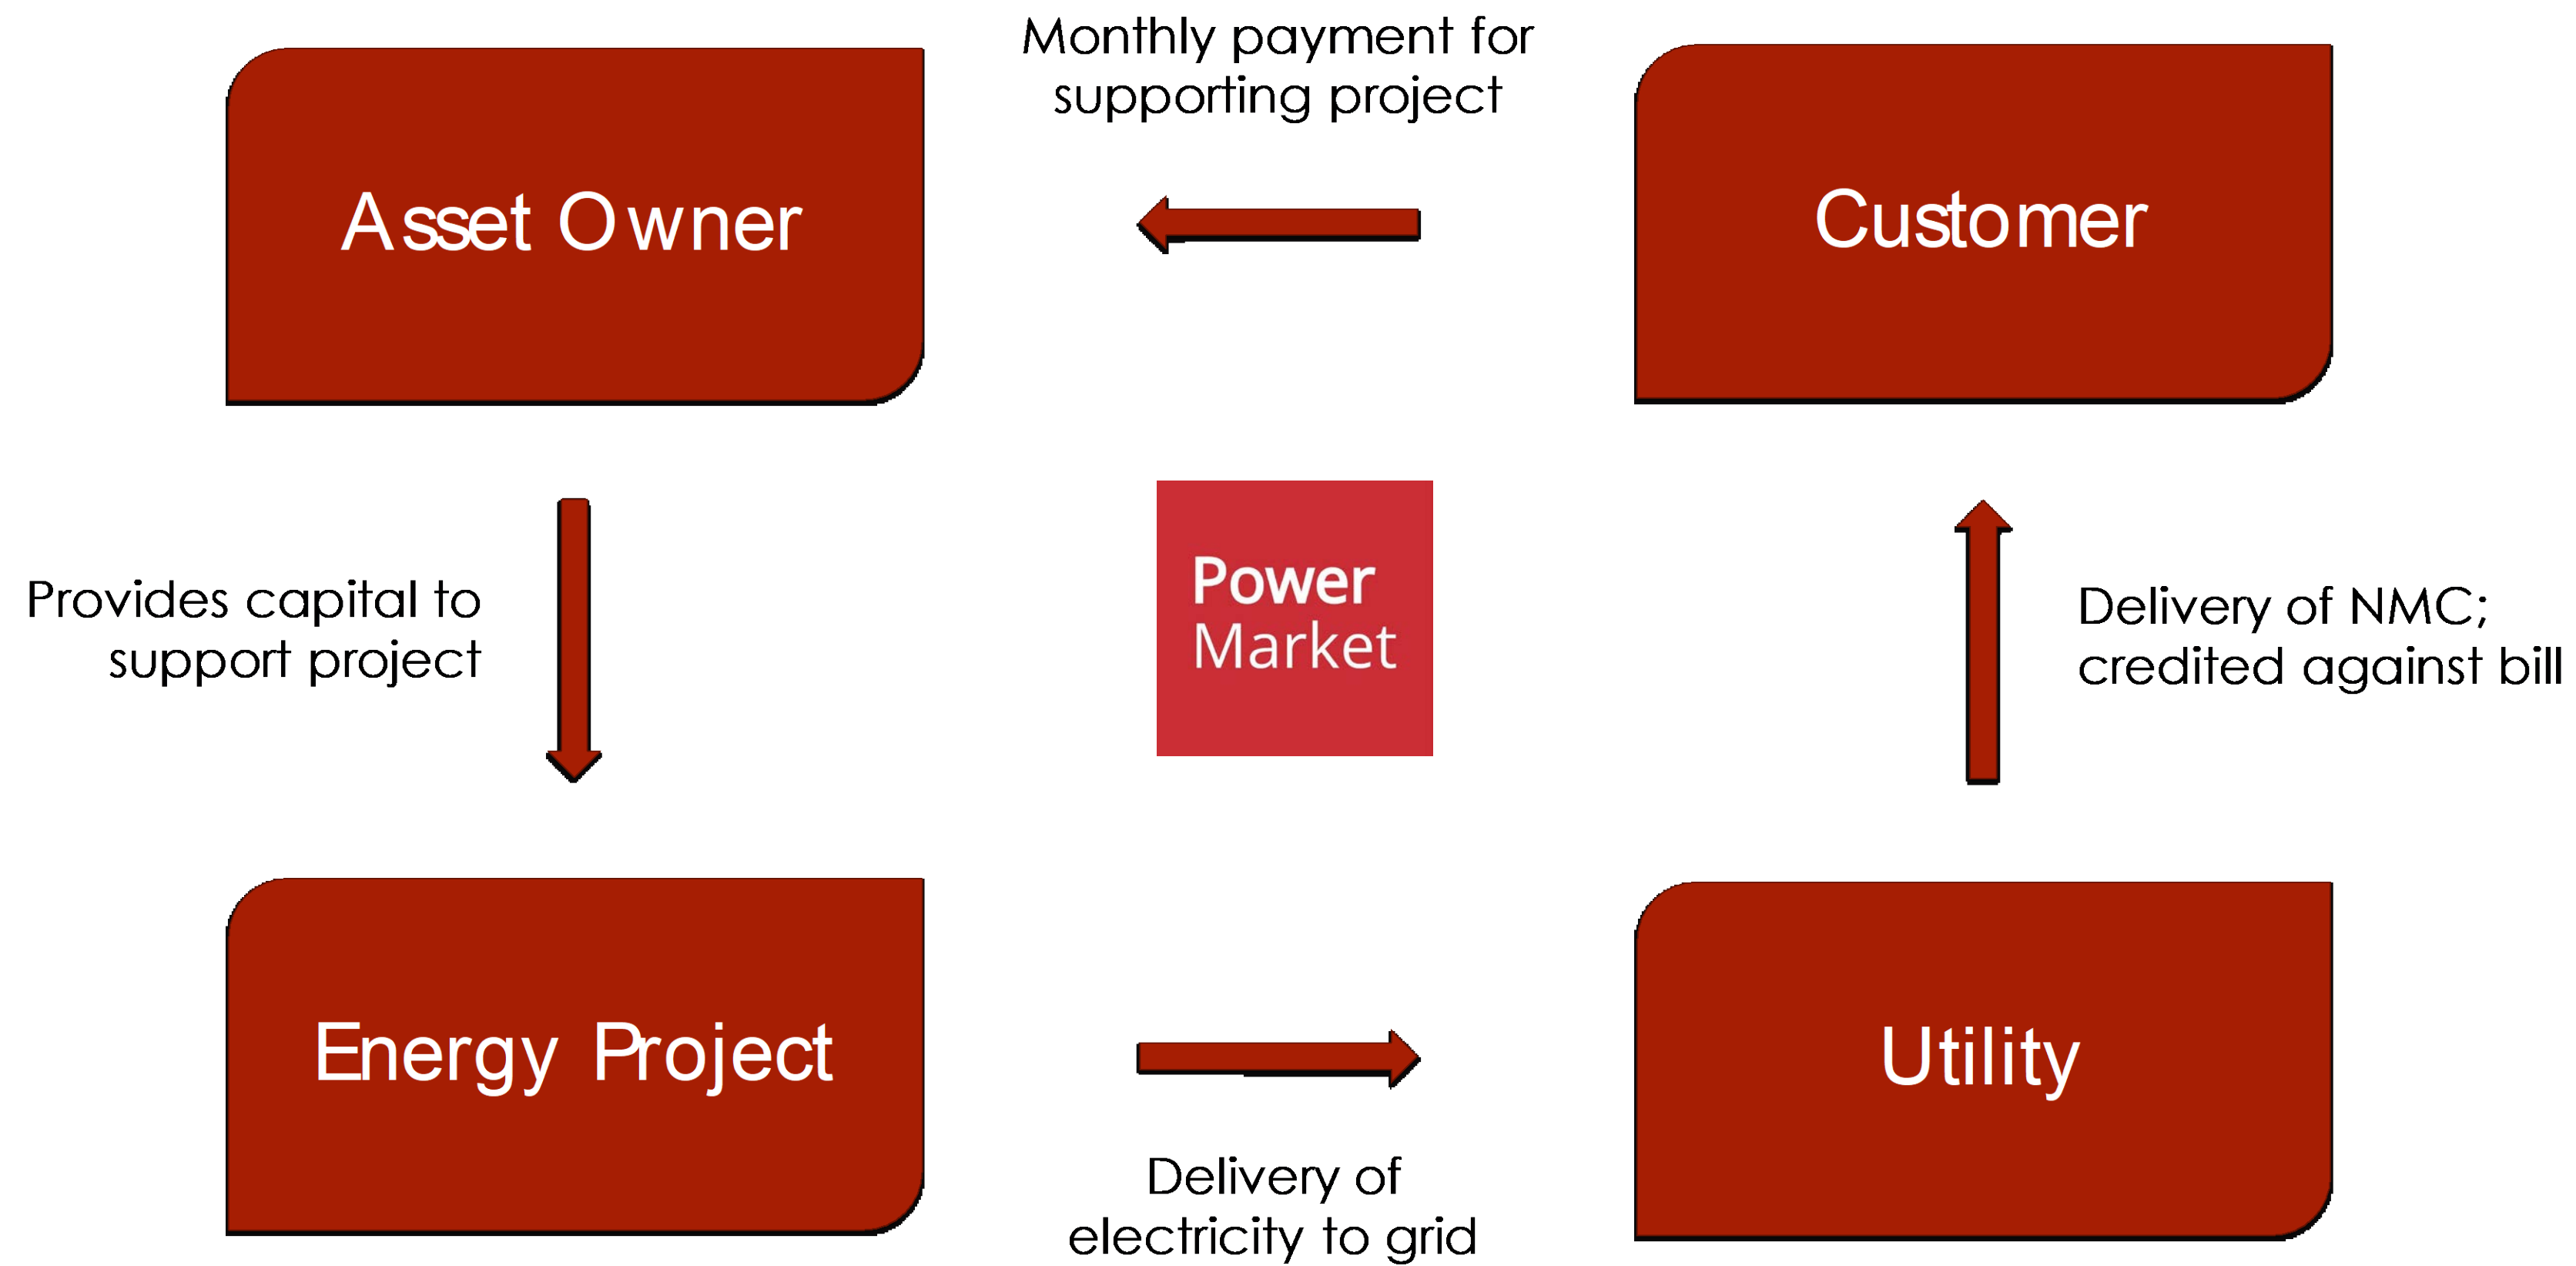 Monthly payment for
supporting project
Asset Owner
Customer
Provides capital to
support project
Power
Market
Delivery of NMC;
credited against bill
Energy Project
Utility
Delivery of
electricity to grid